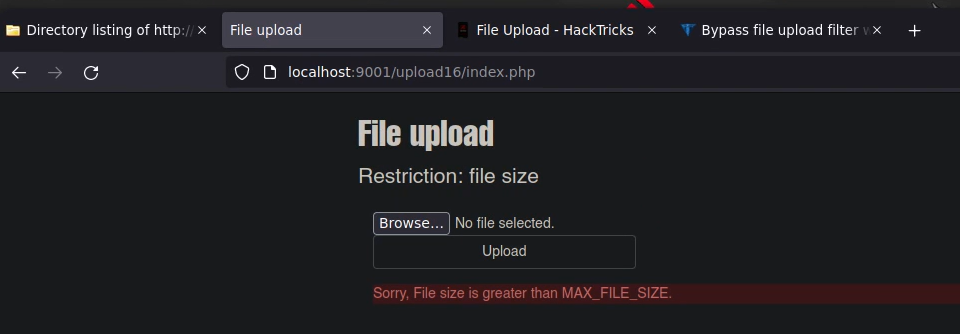 Directory listing of http://
File upload
File Upload - HackTricks
Bypass file upload filter w
localhost:9001/upload16/index.php
File upload
Restriction: file size
Browse... No file selected.
Upload
Sorry, File size is greater than MAX_FILE_SIZE.